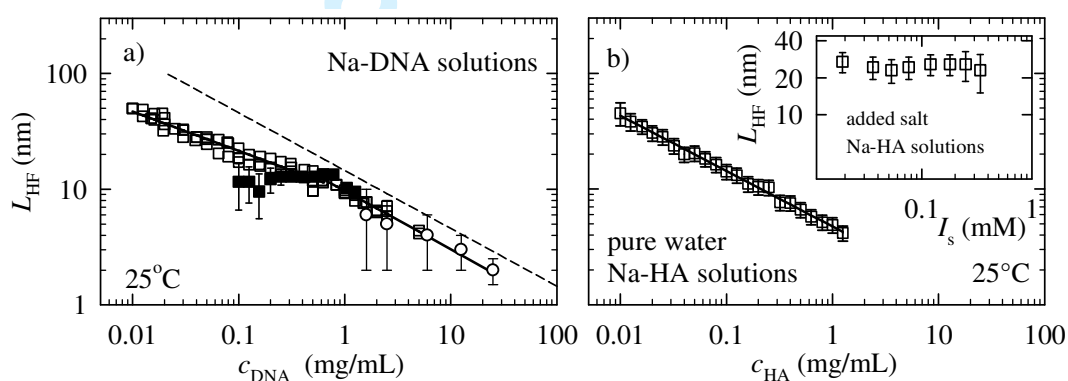 a)
Na-DNA solutions
100
10
1
L_HF (nm)
25°C
0.01
0.1
1
10
100
c_DNA (mg/mL)
b)
40
20
10
L_HF (nm)
added salt
Na-HA solutions
0.1
1
I_s (mM)
pure water
Na-HA solutions
25°C
0.01
0.1
1
10
100
c_HA (mg/mL)